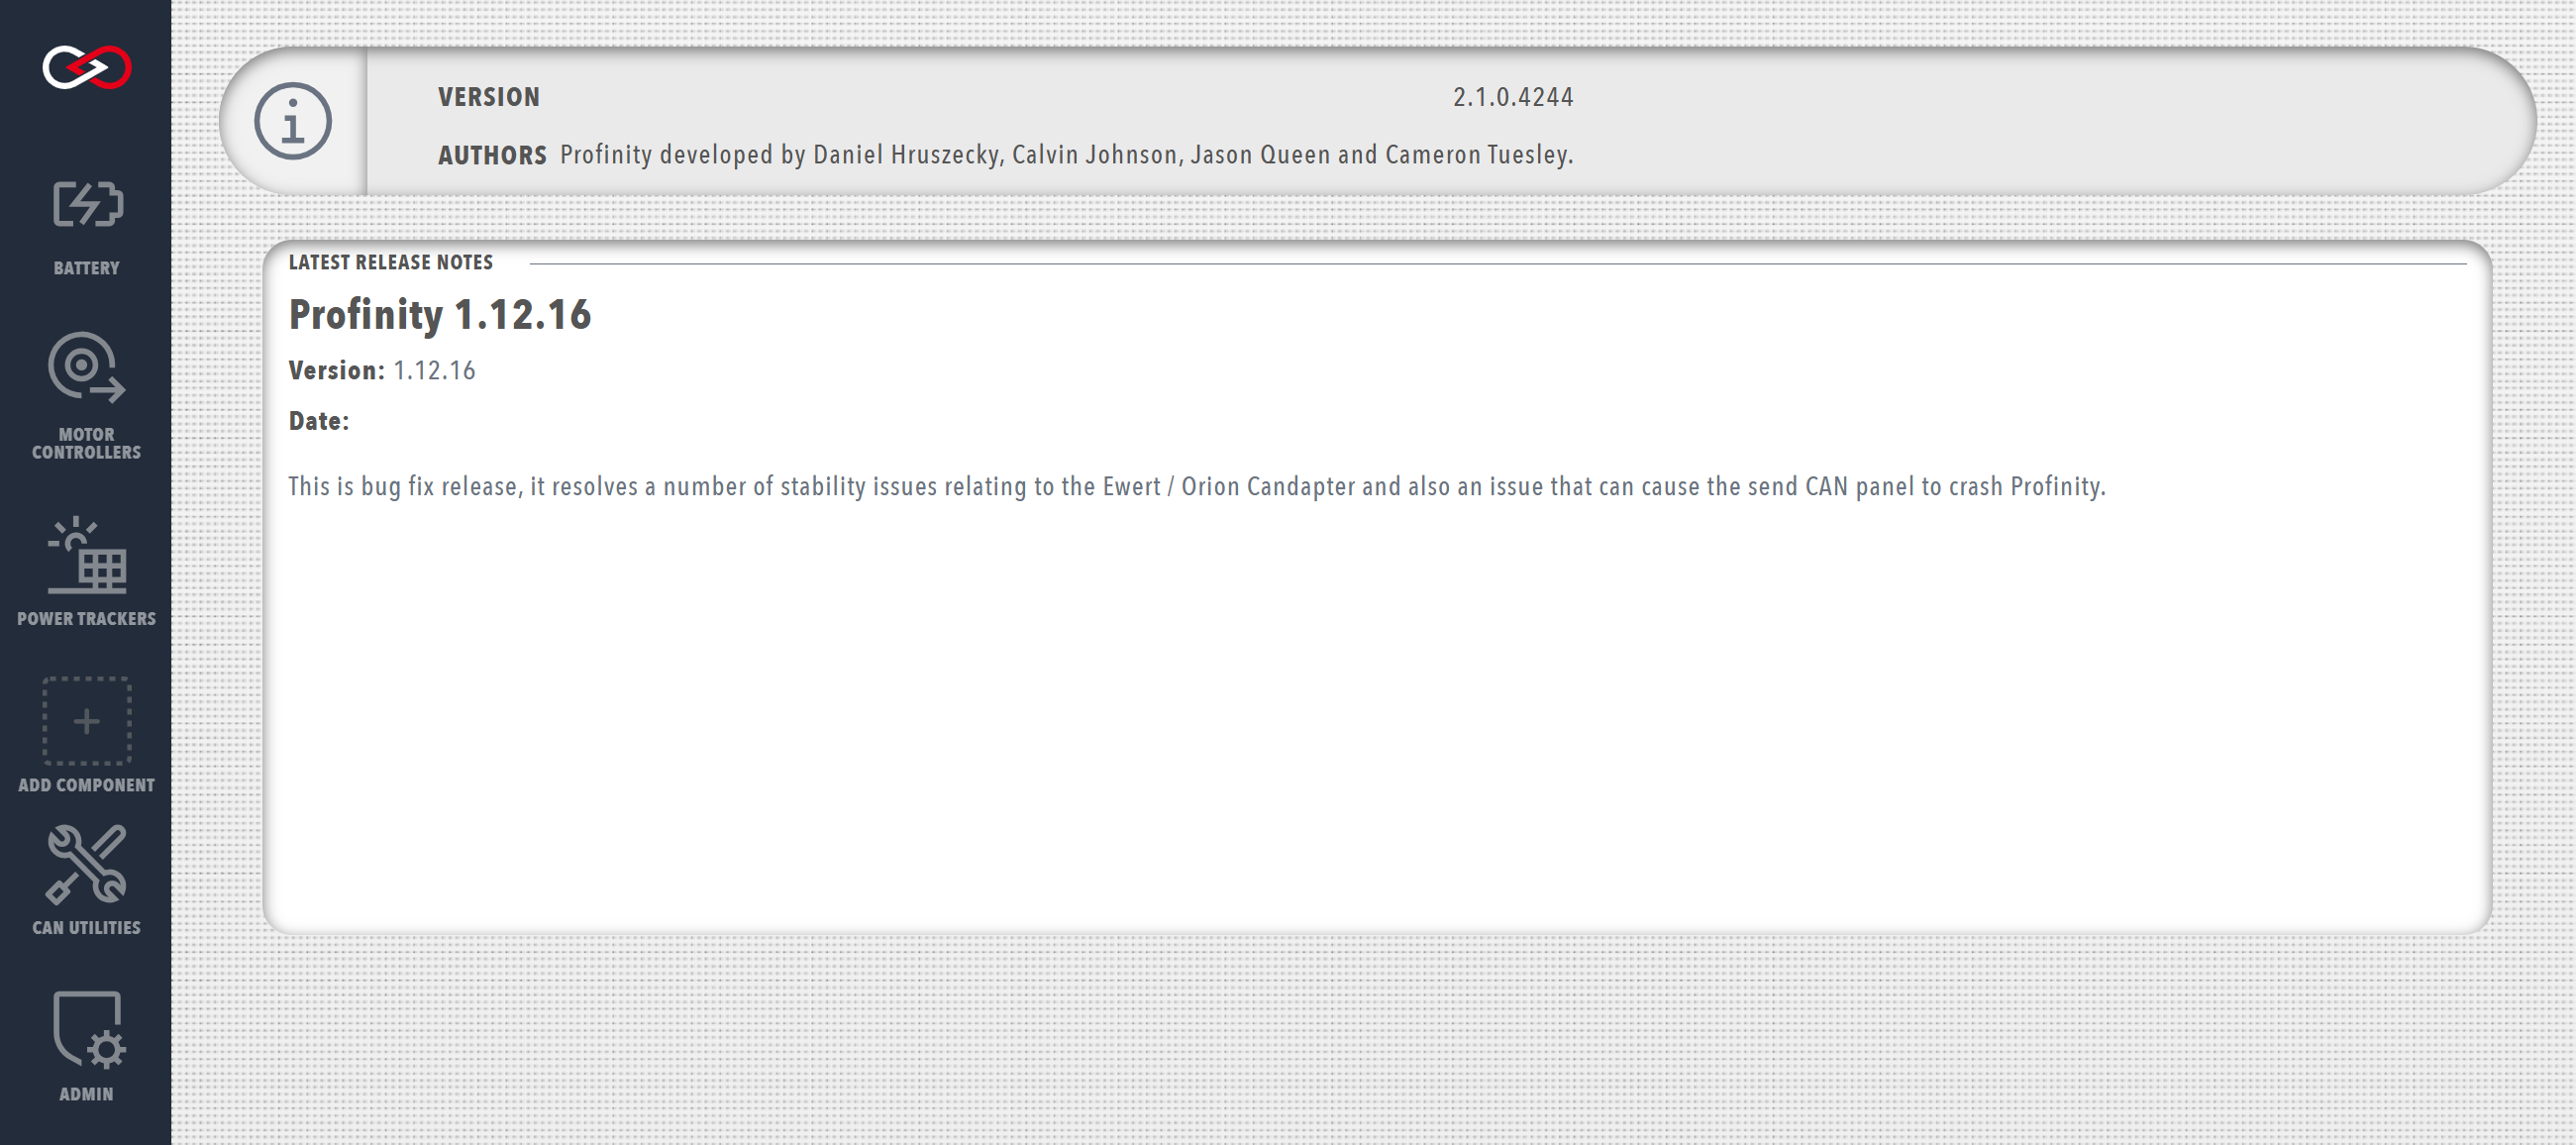 BATTERY
MOTOR
CONTROLLERS
POWER TRACKERS
ADD COMPONENT
CAN UTILITIES
ADMIN
VERSION 2.1.0.4244
AUTHORS Profinity developed by Daniel Hruszecky, Calvin Johnson, Jason Queen and Cameron Tuesley.
LATEST RELEASE NOTES
Profinity 1.12.16
Version: 1.12.16
Date:
This is bug fix release, it resolves a number of stability issues relating to the Ewert / Orion Candapter and also an issue that can cause the send CAN panel to crash Profinity.